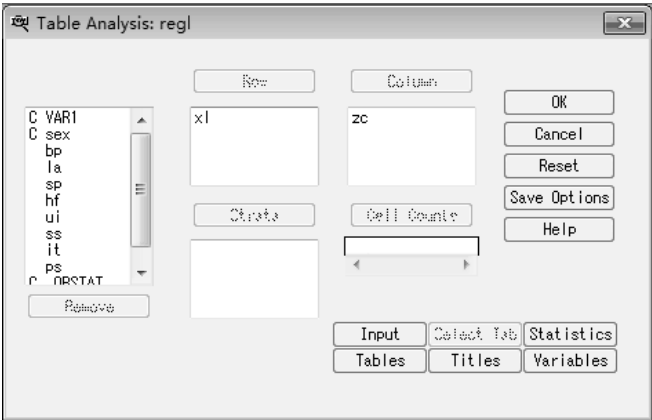 Table Analysis: regl
Row
Column
C VAR1
C sex
bp
la
sp
hf
ui
ss
it
ps
C _OBSTAT_
xl
zc
OK
Cancel
Reset
Save Options
Help
Strata
Cell Counts
Remove
Input
Select Tab
Statistics
Tables
Titles
Variables